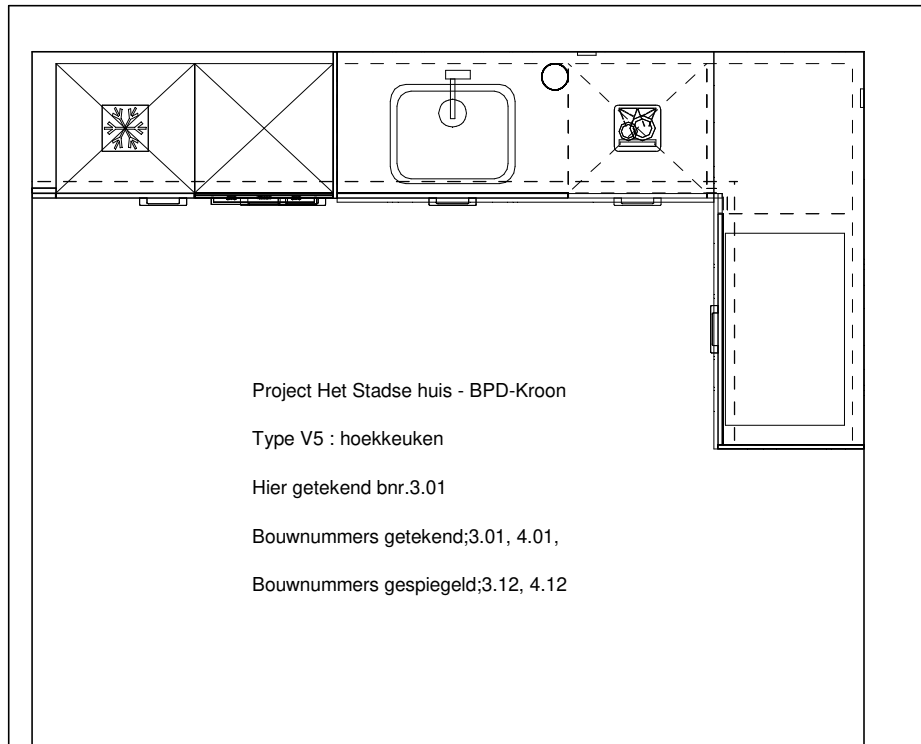 Project Het Stadse huis - BPD-Kroon
Type V5 : hoekkeuken
Hier getekend bnr.3.01
Bouwnummers getekend;3.01, 4.01,
Bouwnummers gespiegeld;3.12, 4.12